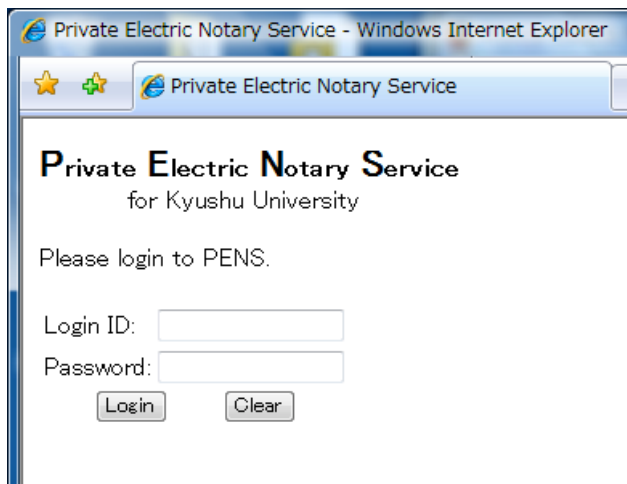 Private Electric Notary Service - Windows Internet Explorer
Private Electric Notary Service
Private Electric Notary Service
for Kyushu University
Please login to PENS.
Login ID:
Password:
Login Clear